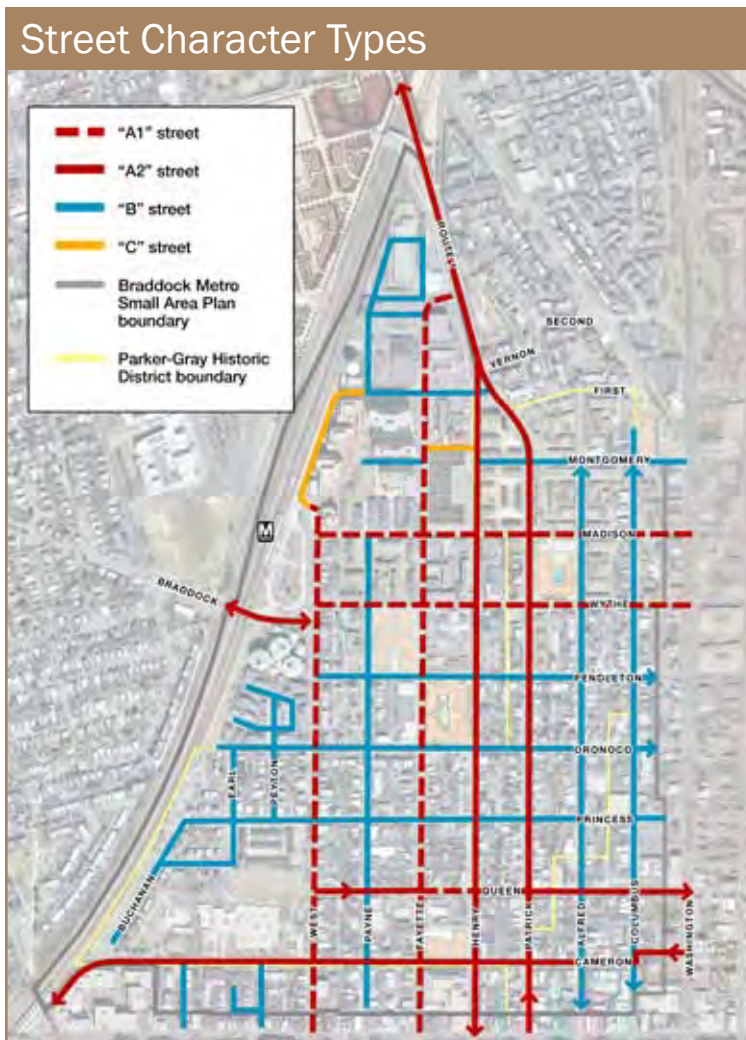 Street Character Types
"A1" street
"A2" street
"B" street
"C" street
Braddock Metro
Small Area Plan
boundary
Parker-Gray Historic
District boundary
ROUTE 1
SECOND
VERNON
FIRST
MONTGOMERY
M
MADISON
BRADDOCK
WYTHE
PENDLETON
ORONOCO
EARL
PEYTON
PRINCESS
BUCHANAN
QUEEN
WEST
PAYNE
FAYETTE
HENRY
PATRICK
ALFRED
COLUMBUS
WASHINGTON
CAMERON